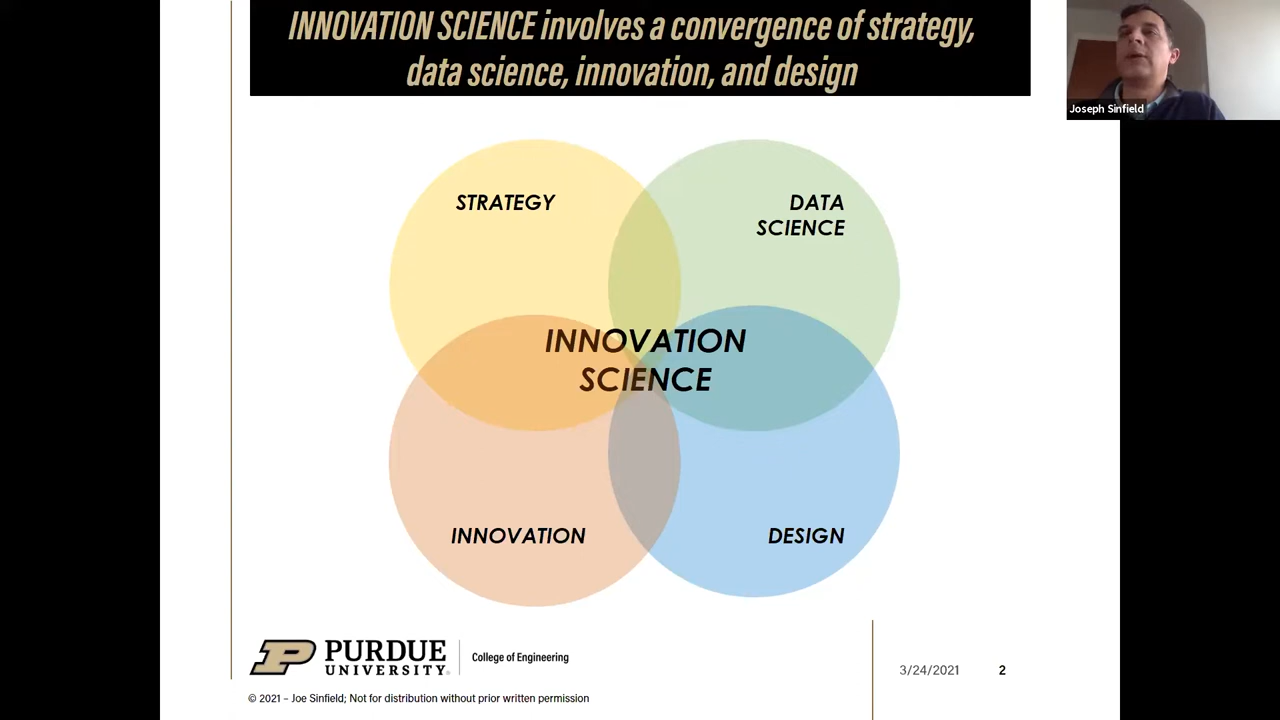 INNOVATION SCIENCE involves a convergence of strategy,
data science, innovation, and design
Joseph Sinfield
STRATEGY
DATA
SCIENCE
INNOVATION
SCIENCE
INNOVATION
DESIGN
PURDUE
UNIVERSITY®
College of Engineering
3/24/2021
2
© 2021 – Joe Sinfield; Not for distribution without prior written permission